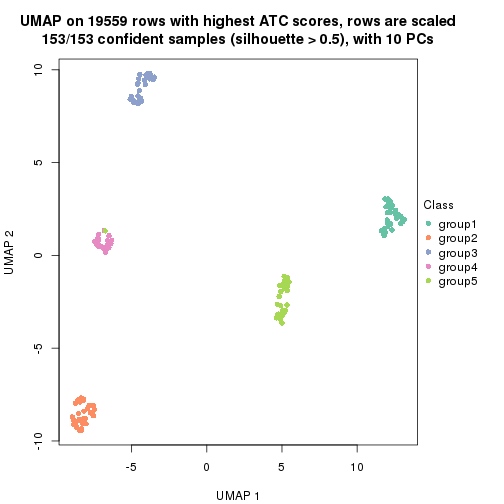 UMAP on 19559 rows with highest ATC scores, rows are scaled
153/153 confident samples (silhouette > 0.5), with 10 PCs
10
5
0
-5
-10
UMAP 2
-5
0
5
10
UMAP 1
Class
group1
group2
group3
group4
group5